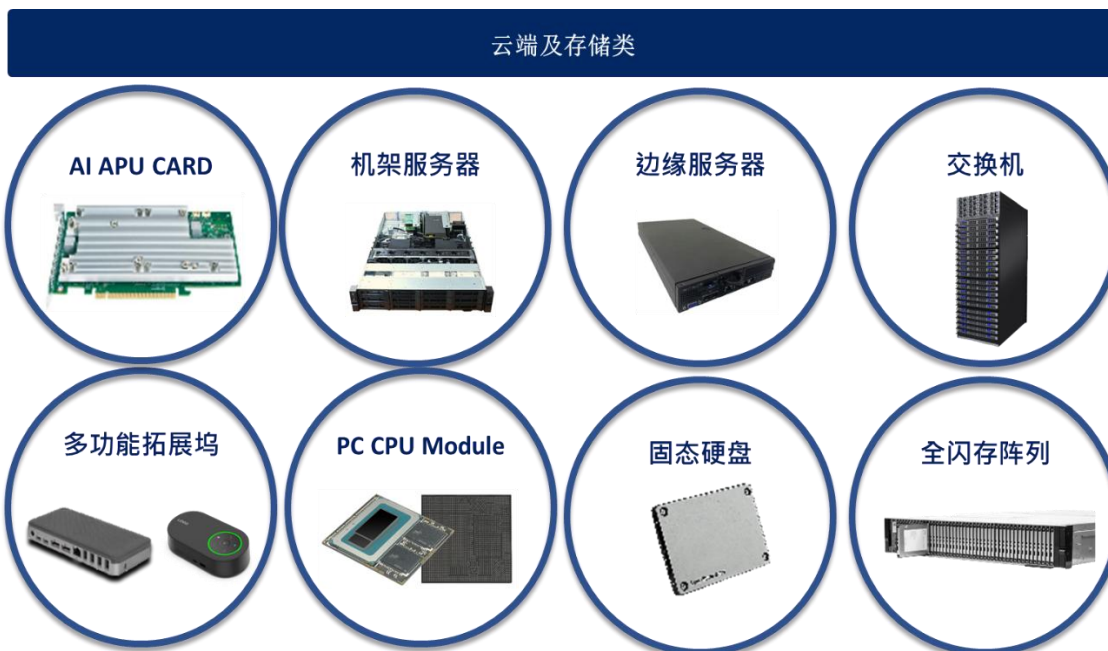 云端及存储类
AI APU CARD
机架服务器
边缘服务器
交换机
多功能拓展坞
PC CPU Module
固态硬盘
全闪存阵列